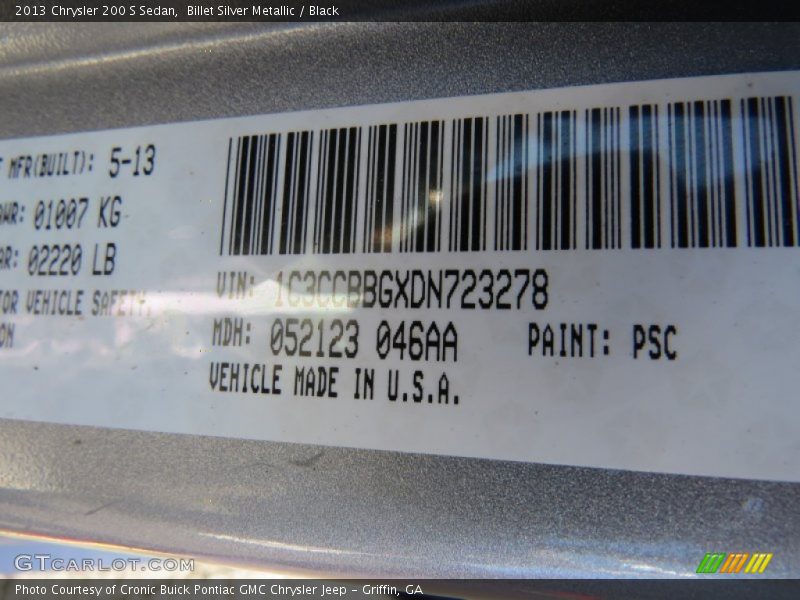 2013 Chrysler 200 S Sedan, Billet Silver Metallic / Black
MFR(BUILT): 5-13
01007 KG
02220 LB
VEHICLE SAFETY
VIN: 1C3CCBBGXDN723278
MDH: 052123 046AA PAINT: PSC
VEHICLE MADE IN U.S.A.
GTCarLot.com
Photo Courtesy of Cronic Buick Pontiac GMC Chrysler Jeep - Griffin, GA